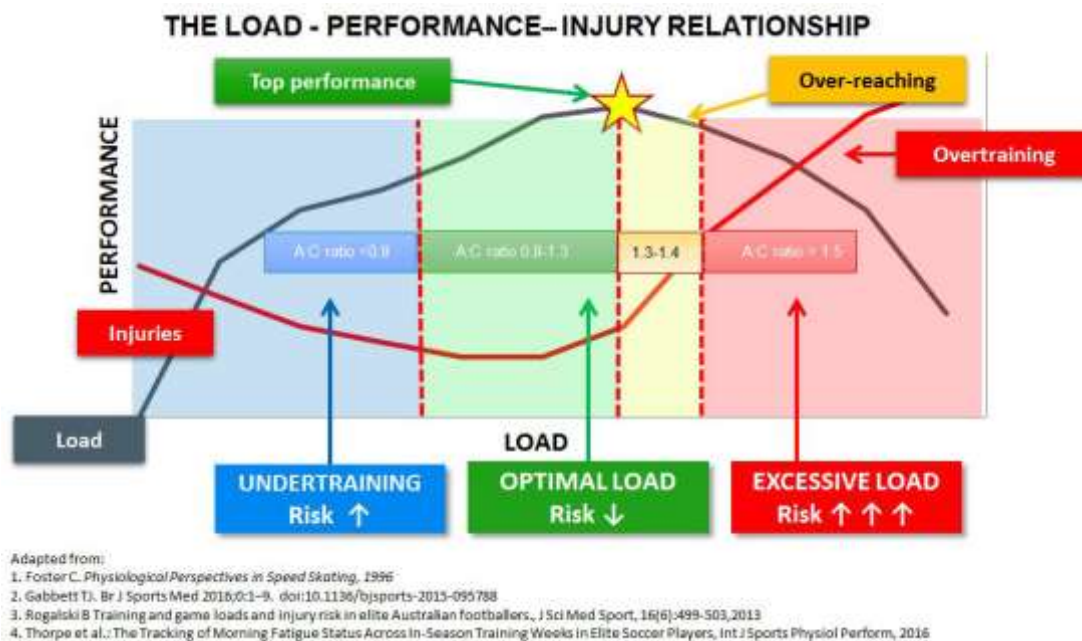 THE LOAD - PERFORMANCE– INJURY RELATIONSHIP
Top performance
Over-reaching
Overtraining
PERFORMANCE
A:C ratio <0.8
A:C ratio 0.8-1.3
1.3-1.4
A:C ratio > 1.5
Injuries
Load
LOAD
UNDERTRAINING
Risk ↑
OPTIMAL LOAD
Risk ↓
EXCESSIVE LOAD
Risk ↑ ↑ ↑
Adapted from:
1. Foster C. Physiological Perspectives in Speed Skating, 1996
2. Gabbett TJ. Br J Sports Med 2016;0:1–9. doi:10.1136/bjsports-2015-095788
3. Rogalski B Training and game loads and injury risk in elite Australian footballers., J Sci Med Sport, 16(6):499-503,2013
4. Thorpe et al.: The Tracking of Morning Fatigue Status Across In-Season Training Weeks in Elite Soccer Players, Int J Sports Physiol Perform, 2016